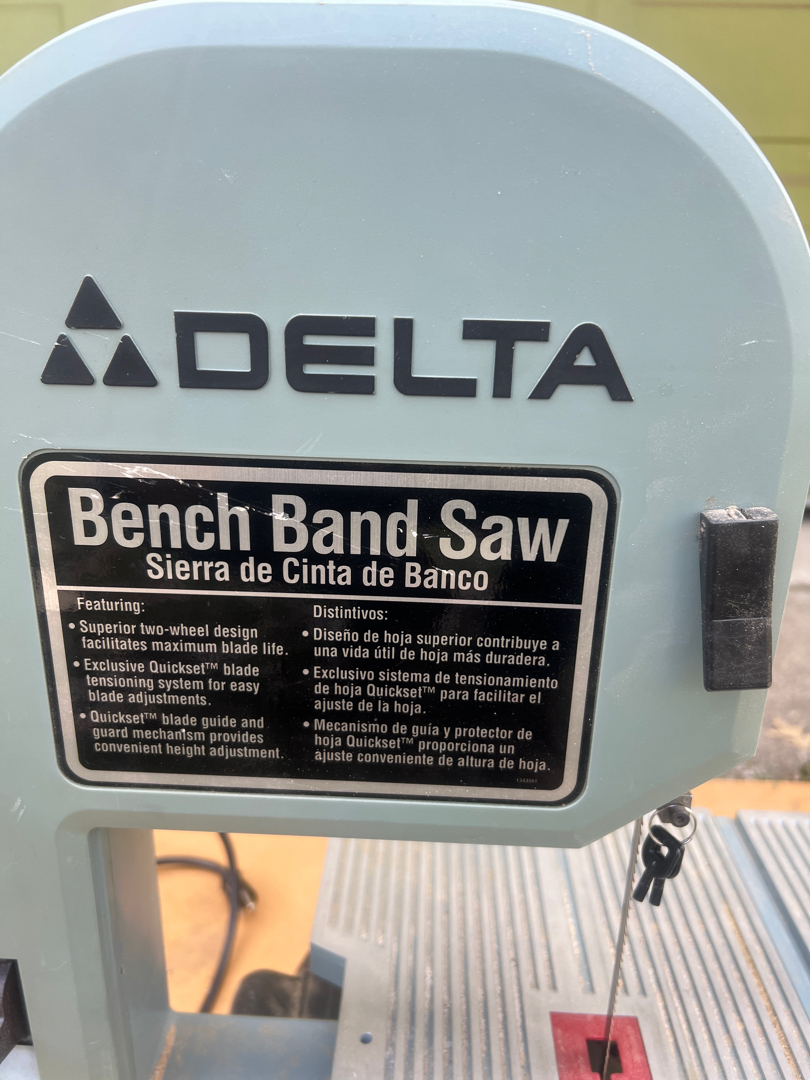 DELTA
Bench Band Saw
Sierra de Cinta de Banco
Featuring:
• Superior two-wheel design
facilitates maximum blade life.
• Exclusive Quickset™ blade
tensioning system for easy
blade adjustments.
• Quickset™ blade guide and
guard mechanism provides
convenient height adjustment.
Distintivos:
• Diseño de hoja superior contribuye a
una vida útil de hoja más duradera.
• Exclusivo sistema de tensionamiento
de hoja Quickset™ para facilitar el
ajuste de la hoja.
• Mecanismo de guía y protector de
hoja Quickset™ proporciona un
ajuste conveniente de altura de hoja.